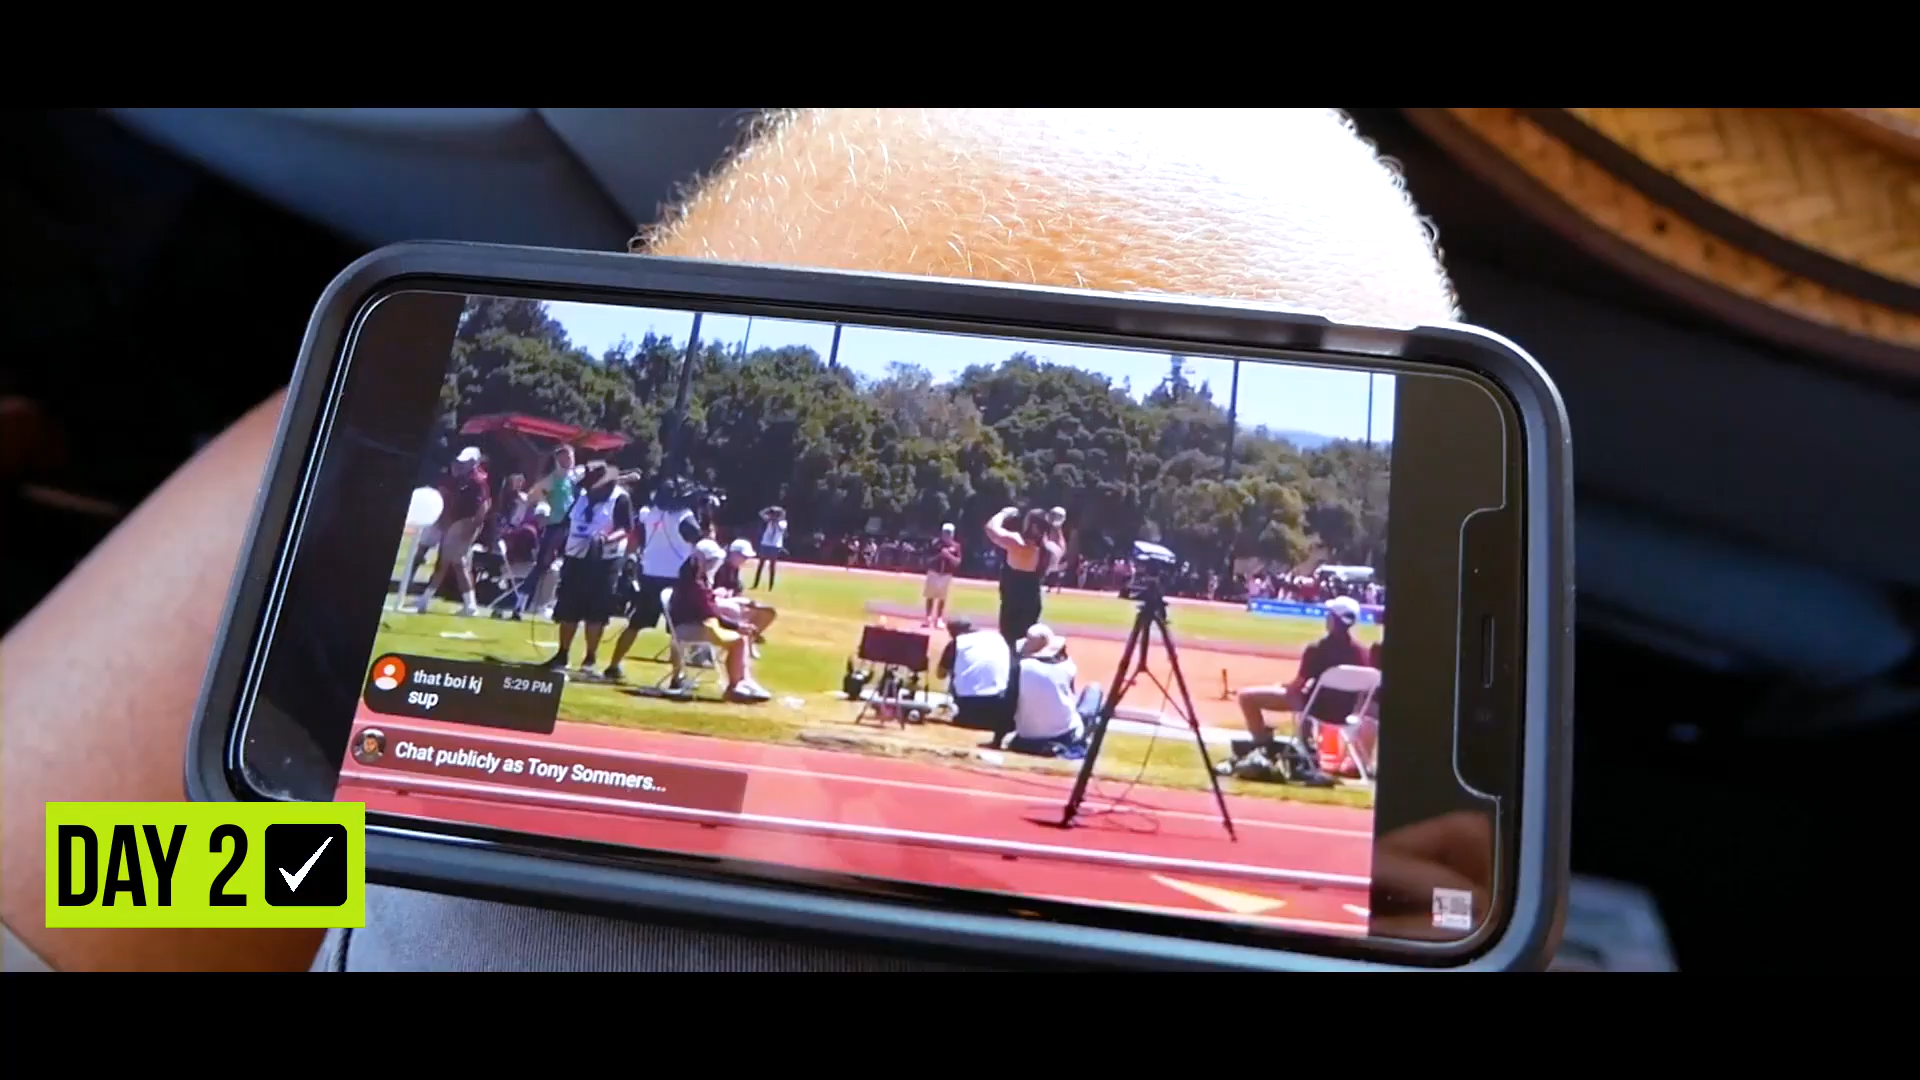 that boi kj 5:29 PM
sup
Chat publicly as Tony Sommers...
DAY 2